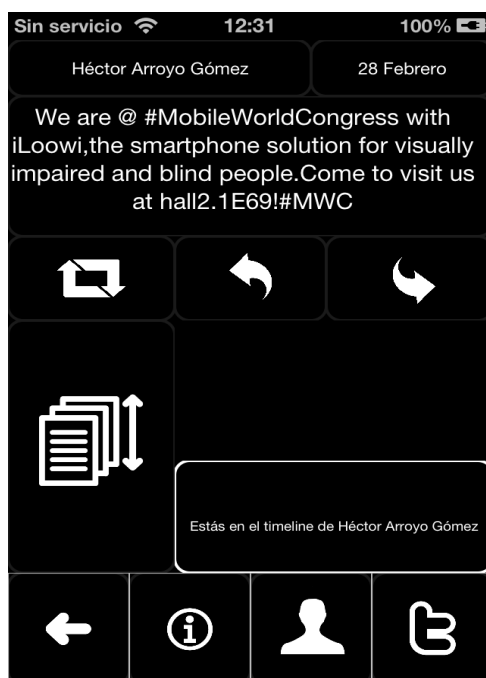 Sin servicio 12:31 100%
Héctor Arroyo Gómez 28 Febrero
We are @ #MobileWorldCongress with
iLoowi,the smartphone solution for visually
impaired and blind people.Come to visit us
at hall2.1E69!#MWC
Estás en el timeline de Héctor Arroyo Gómez